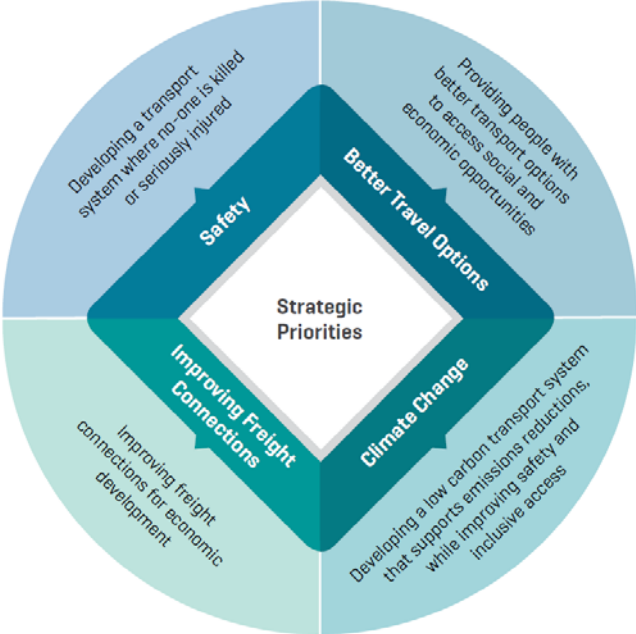 Strategic
Priorities
Safety
Developing a transport
system where no-one is killed
or seriously injured
Better Travel Options
Providing people with
better transport options
to access social and
economic opportunities
Improving Freight
Connections
Improving freight
connections for economic
development
Climate Change
Developing a low carbon transport system
that supports emissions reductions,
while improving safety and
inclusive access